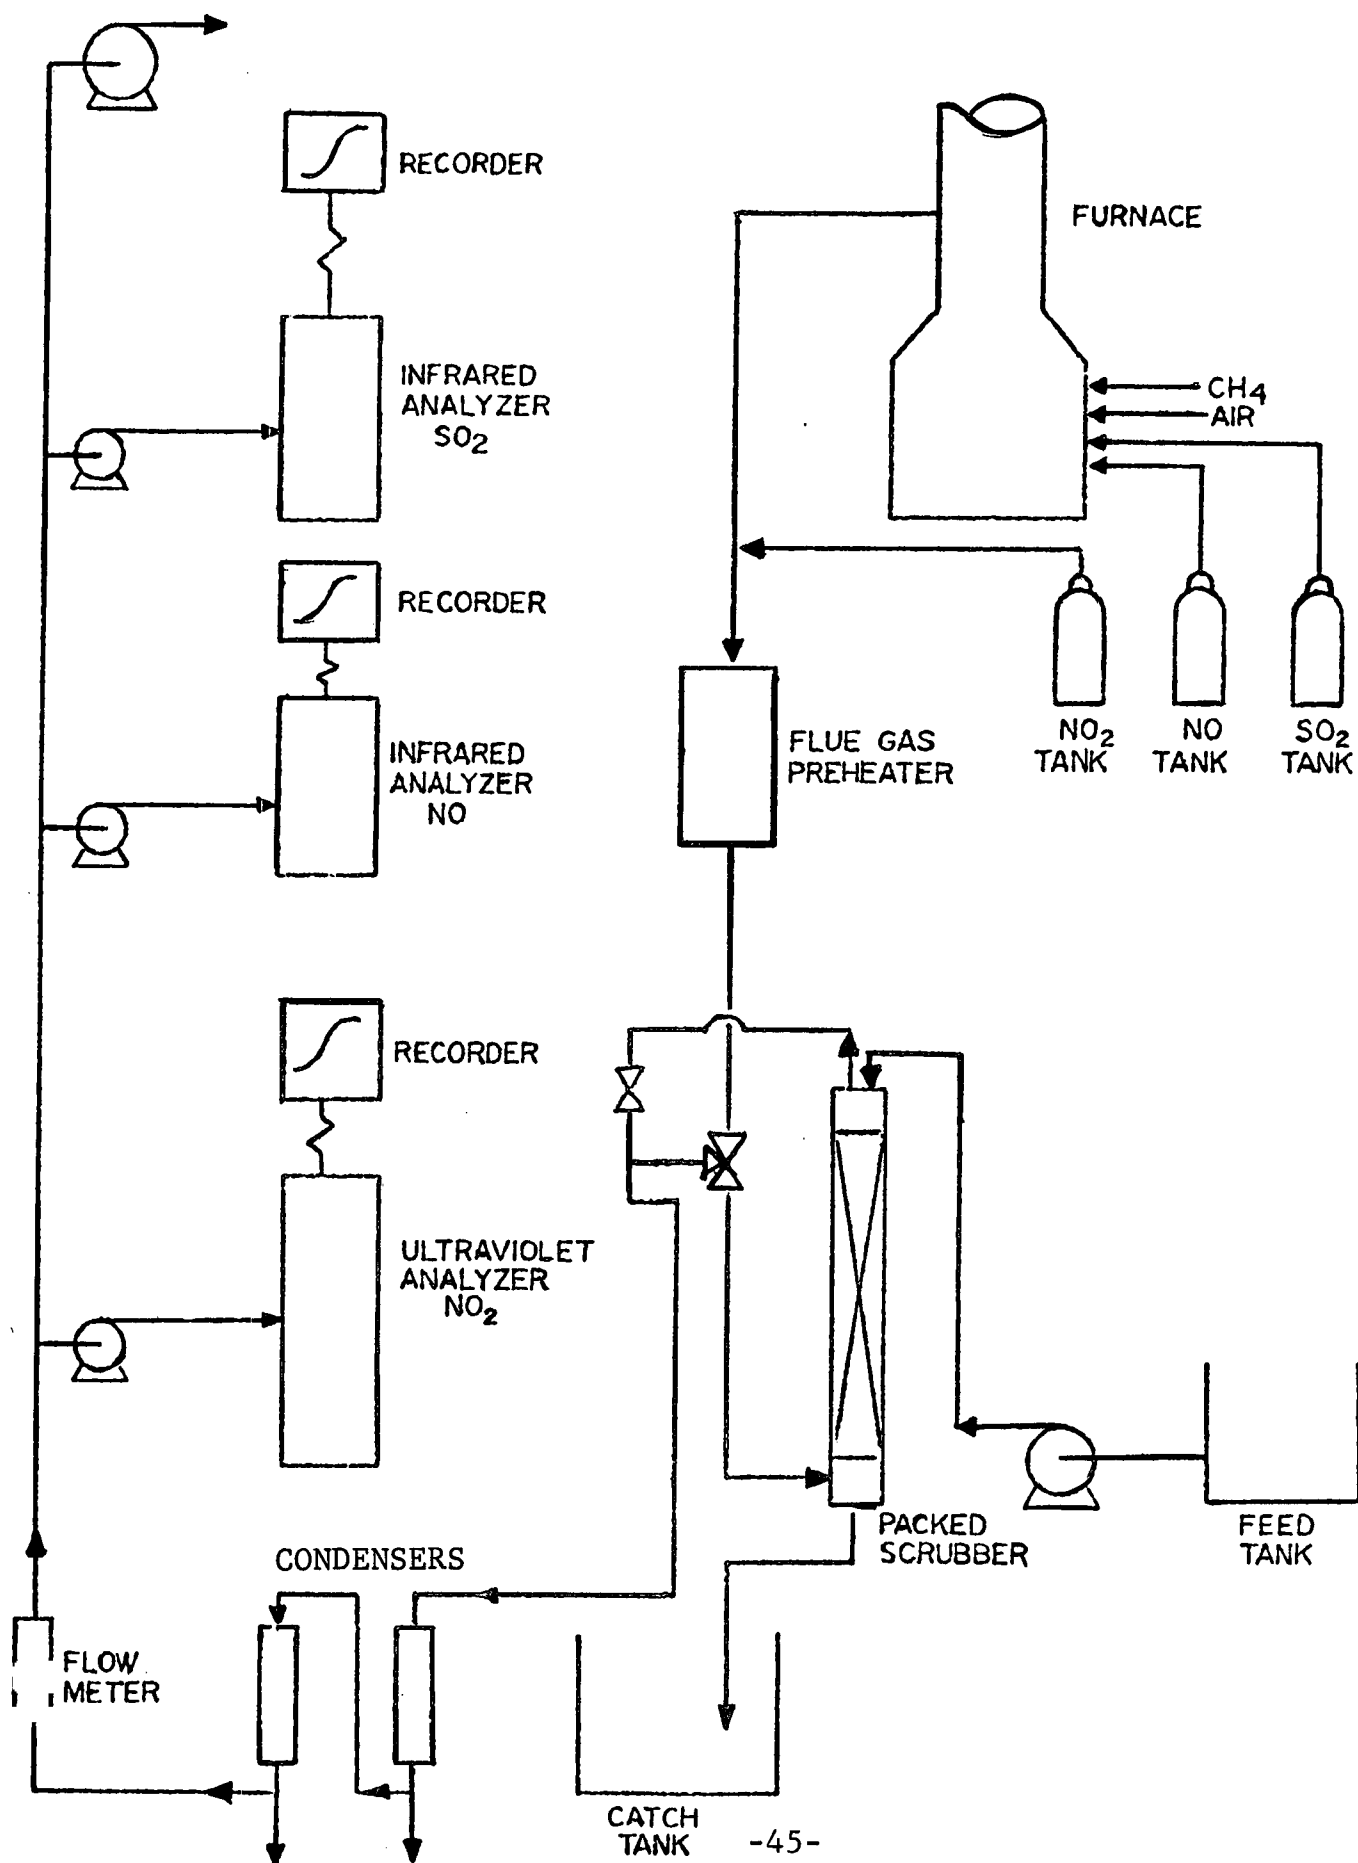 RECORDER
FURNACE
INFRARED
ANALYZER
SO2
CH4
AIR
RECORDER
NO2
TANK
NO
TANK
SO2
TANK
FLUE GAS
PREHEATER
INFRARED
ANALYZER
NO
RECORDER
ULTRAVIOLET
ANALYZER
NO2
PACKED
SCRUBBER
FEED
TANK
CONDENSERS
FLOW
METER
CATCH
TANK
-45-